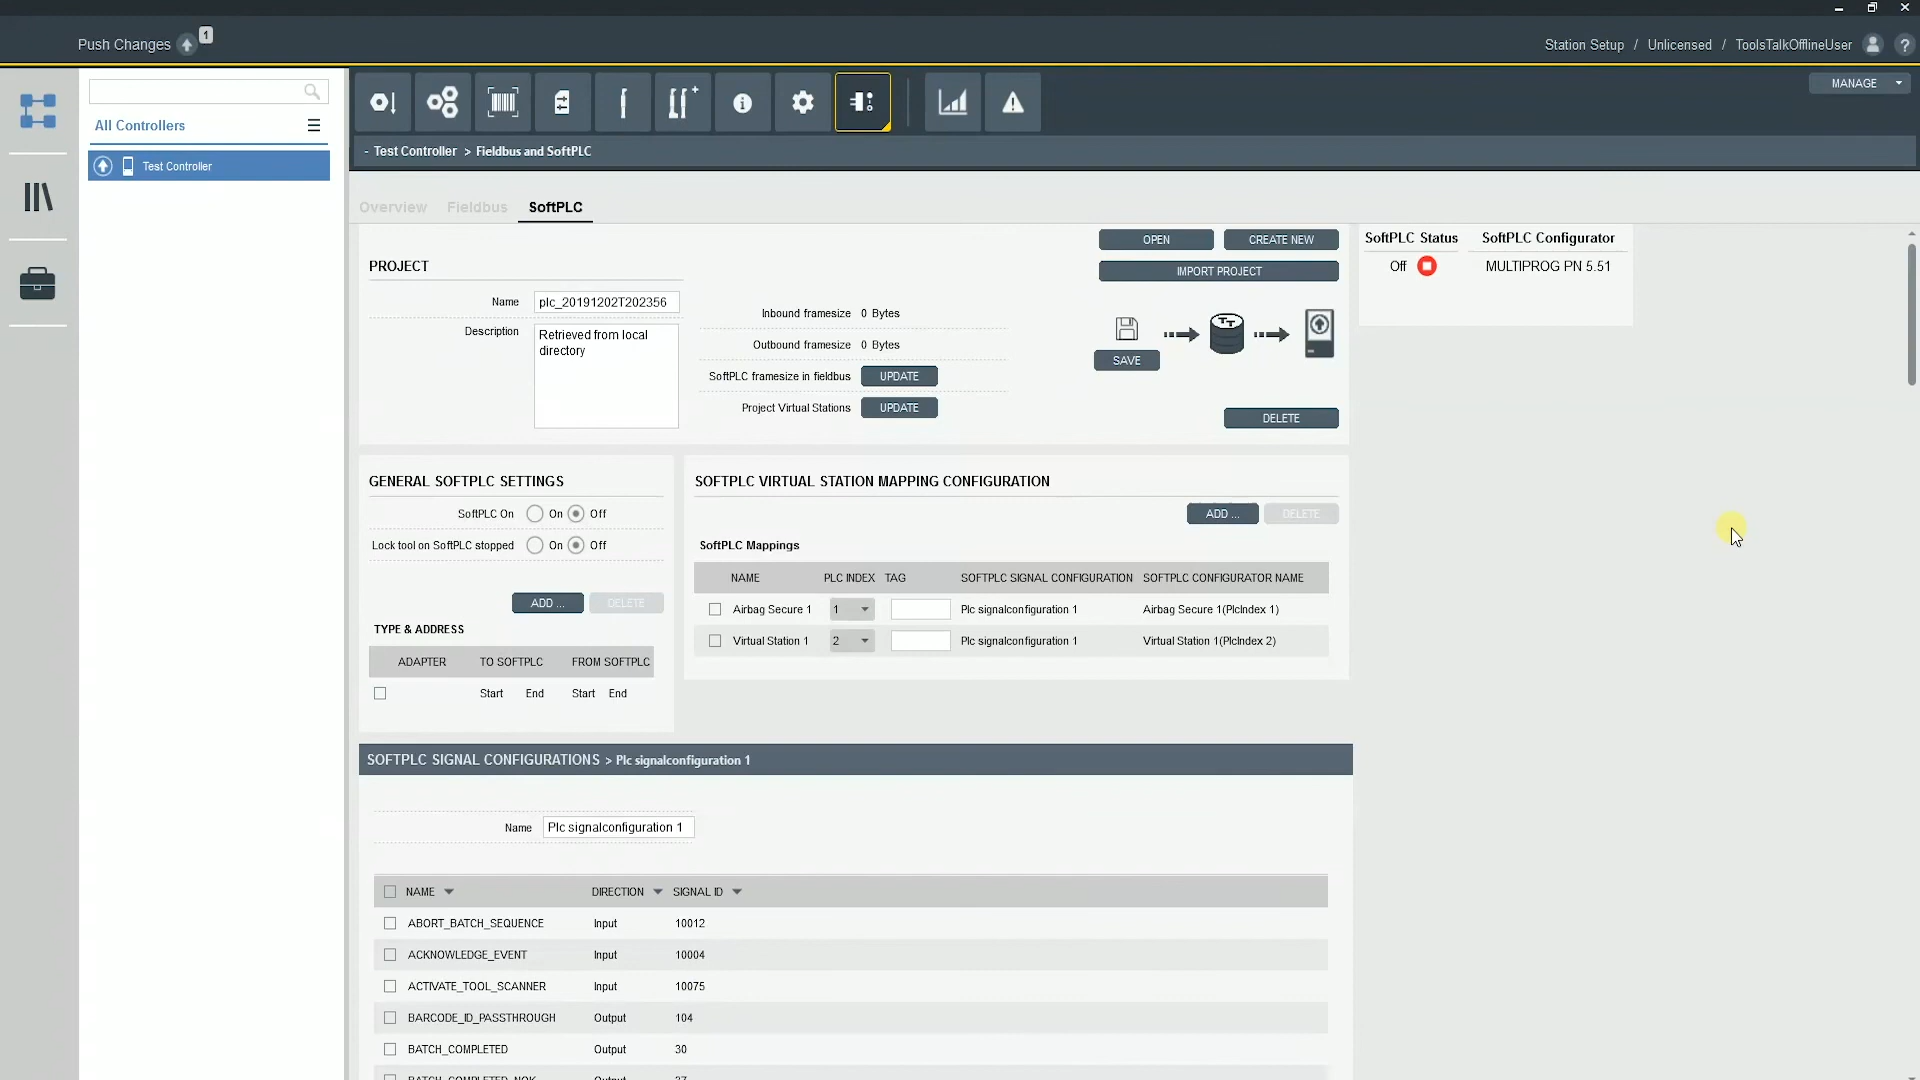 Push Changes 1
Station Setup / Unlicensed / ToolsTalkOfflineUser ?
MANAGE
All Controllers
Test Controller
- Test Controller > Fieldbus and SoftPLC
Overview Fieldbus SoftPLC
OPEN CREATE NEW
IMPORT PROJECT
SoftPLC Status SoftPLC Configurator
Off MULTIPROG PN 5.51
PROJECT
Name plc_20191202T202356
Description Retrieved from local
directory
Inbound framesize 0 Bytes
Outbound framesize 0 Bytes
SoftPLC framesize in fieldbus UPDATE
Project Virtual Stations UPDATE
TT
SAVE
DELETE
GENERAL SOFTPLC SETTINGS
SoftPLC On On Off
Lock tool on SoftPLC stopped On Off
ADD ... DELETE
TYPE & ADDRESS
ADAPTER TO SOFTPLC FROM SOFTPLC
Start End Start End
SOFTPLC VIRTUAL STATION MAPPING CONFIGURATION
ADD ... DELETE
SoftPLC Mappings
NAME PLC INDEX TAG SOFTPLC SIGNAL CONFIGURATION SOFTPLC CONFIGURATOR NAME
Airbag Secure 1 1 Plc signalconfiguration 1 Airbag Secure 1(PlcIndex 1)
Virtual Station 1 2 Plc signalconfiguration 1 Virtual Station 1(PlcIndex 2)
SOFTPLC SIGNAL CONFIGURATIONS > Plc signalconfiguration 1
Name Plc signalconfiguration 1
NAME DIRECTION SIGNAL ID
ABORT_BATCH_SEQUENCE Input 10012
ACKNOWLEDGE_EVENT Input 10004
ACTIVATE_TOOL_SCANNER Input 10075
BARCODE_ID_PASSTHROUGH Output 104
BATCH_COMPLETED Output 30
BATCH_COMPLETED_NOK Output 37